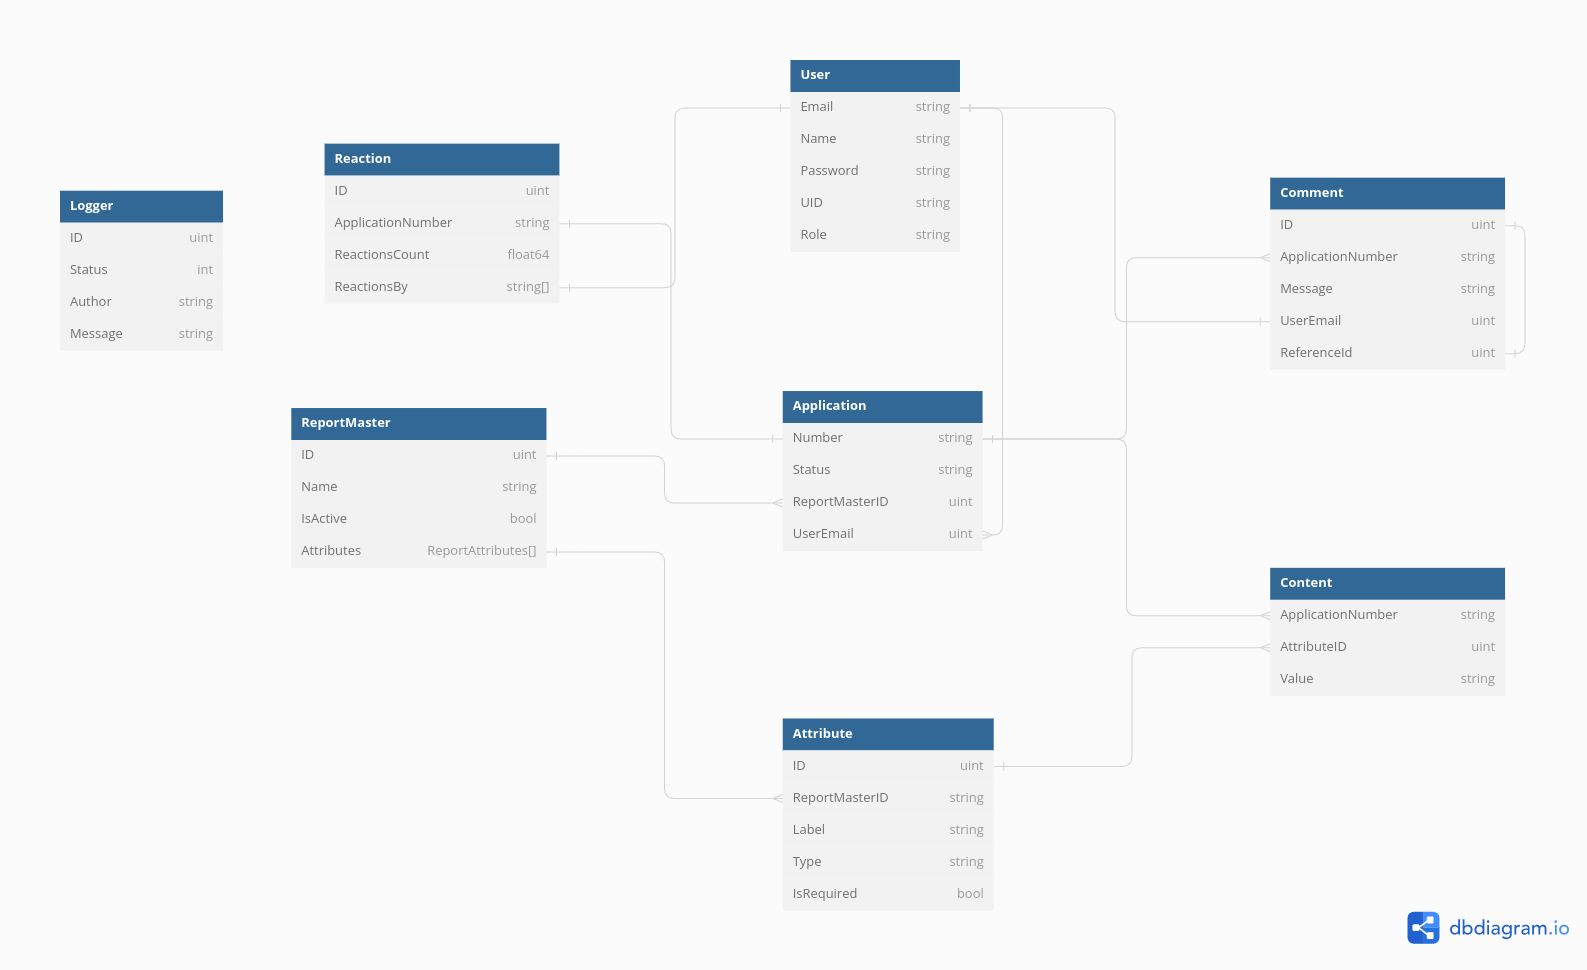 User
Email string
Name string
Password string
UID string
Role string
Reaction
ID uint
ApplicationNumber string
ReactionsCount float64
ReactionsBy string[]
Logger
ID uint
Status int
Author string
Message string
Comment
ID uint
ApplicationNumber string
Message string
UserEmail uint
ReferenceId uint
ReportMaster
ID uint
Name string
IsActive bool
Attributes ReportAttributes[]
Application
Number string
Status string
ReportMasterID uint
UserEmail uint
Content
ApplicationNumber string
AttributeID uint
Value string
Attribute
ID uint
ReportMasterID string
Label string
Type string
IsRequired bool
dbdiagram.io